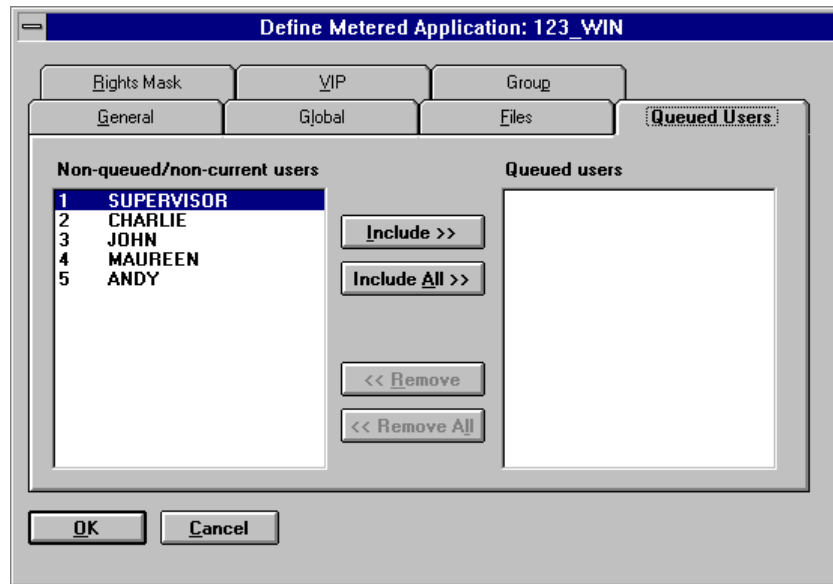 Define Metered Application: 123_WIN
Rights Mask
VIP
Group
General
Global
Files
Queued Users
Non-queued/non-current users
Queued users
1 SUPERVISOR
2 CHARLIE
3 JOHN
4 MAUREEN
5 ANDY
Include >>
Include All >>
<< Remove
<< Remove All
OK
Cancel